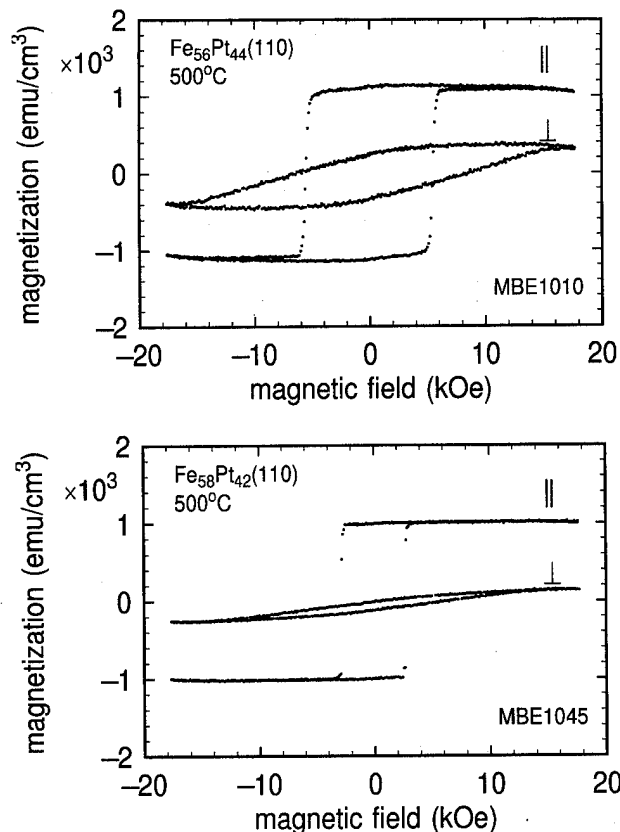 2
×10³
1
0
−1
−2
magnetization (emu/cm³)
Fe₅₆Pt₄₄(110)
500°C
||
⊥
MBE1010
−20 −10 0 10 20
magnetic field (kOe)
2
×10³
1
0
−1
−2
magnetization (emu/cm³)
Fe₅₈Pt₄₂(110)
500°C
||
⊥
MBE1045
−20 −10 0 10 20
magnetic field (kOe)